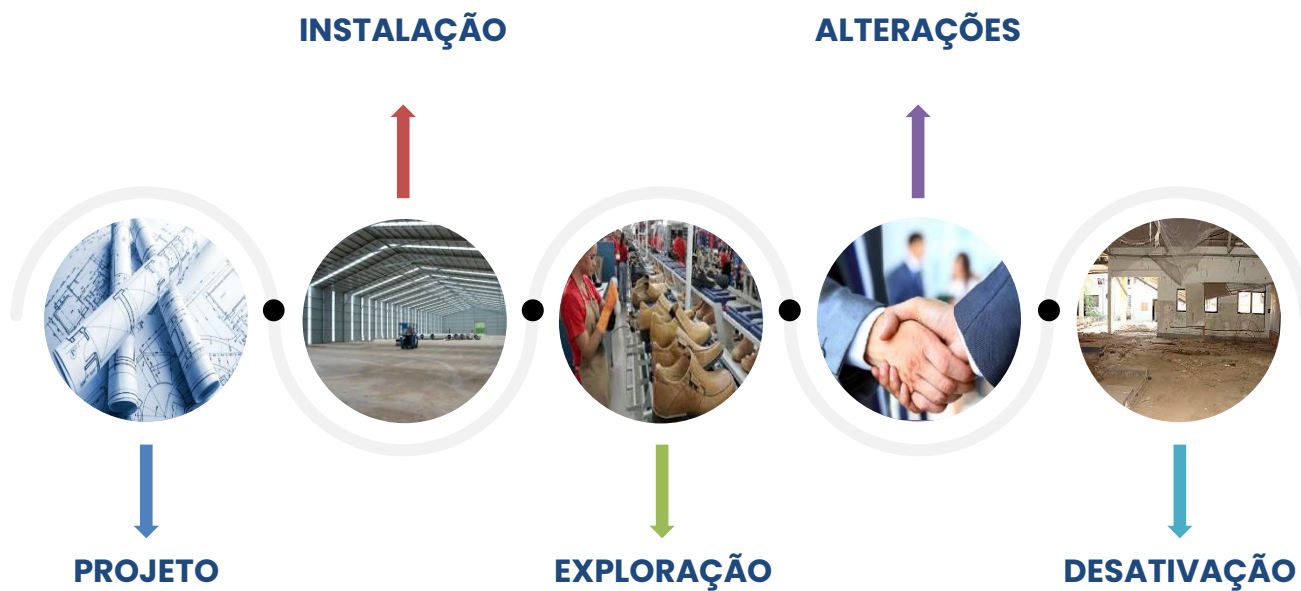 INSTALAÇÃO
ALTERAÇÕES
PROJETO
EXPLORAÇÃO
DESATIVAÇÃO